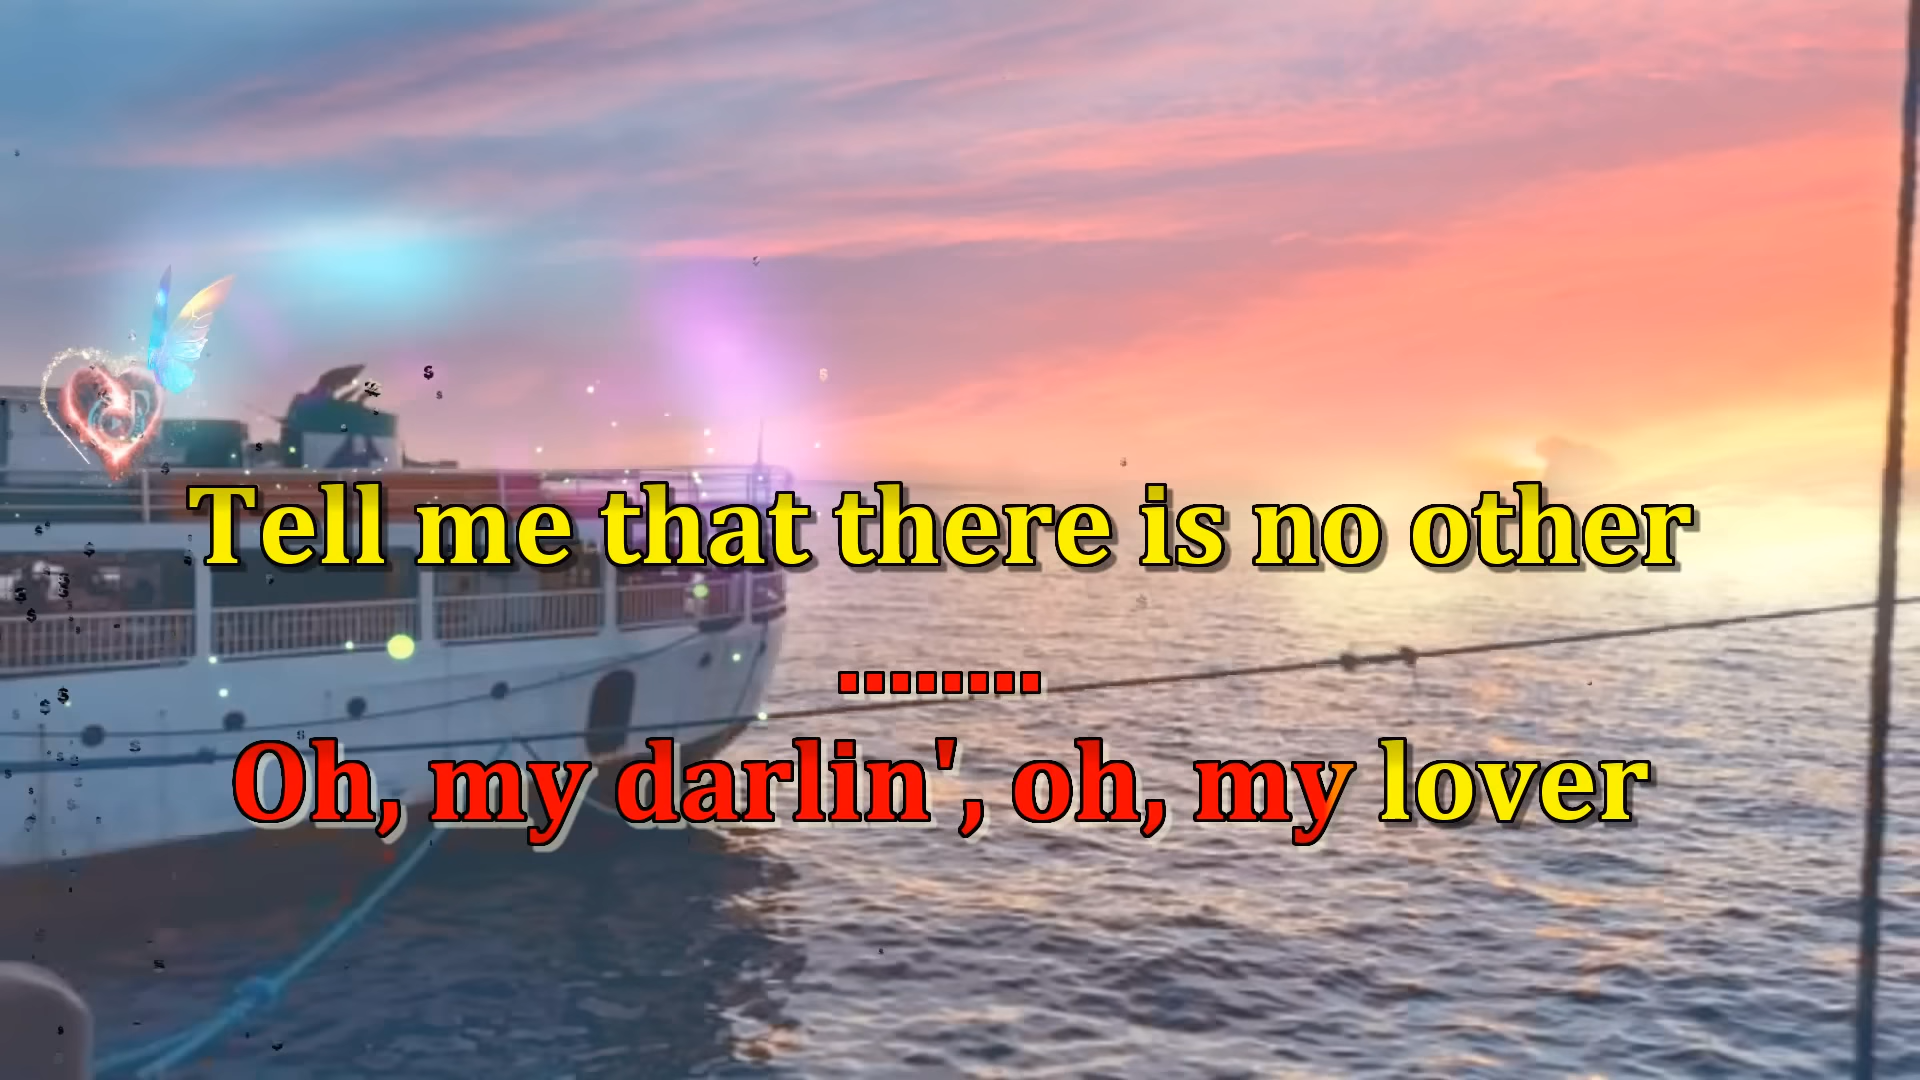 Tell me that there is no other
........
Oh, my darlin', oh, my lover